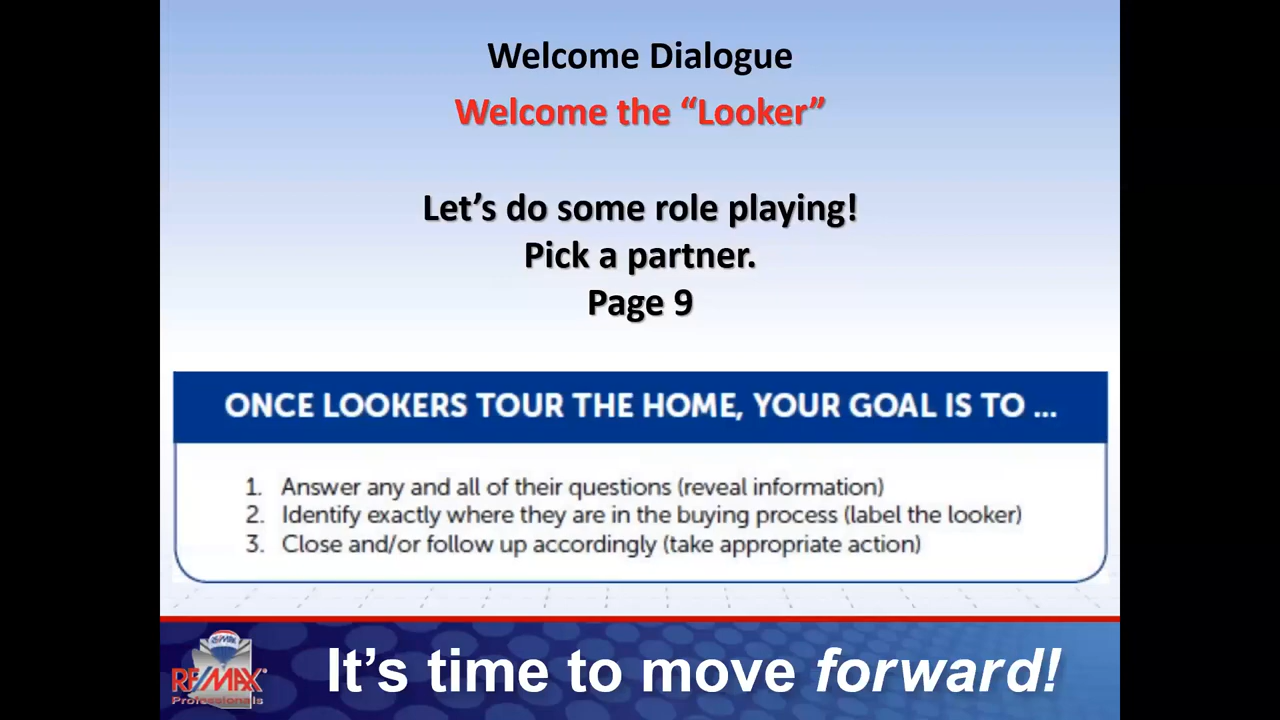 Welcome Dialogue
Welcome the “Looker”
Let’s do some role playing!
Pick a partner.
Page 9
ONCE LOOKERS TOUR THE HOME, YOUR GOAL IS TO ...
1. Answer any and all of their questions (reveal information)
2. Identify exactly where they are in the buying process (label the looker)
3. Close and/or follow up accordingly (take appropriate action)
RE/MAX
RE/MAX®
Professionals
It’s time to move forward!